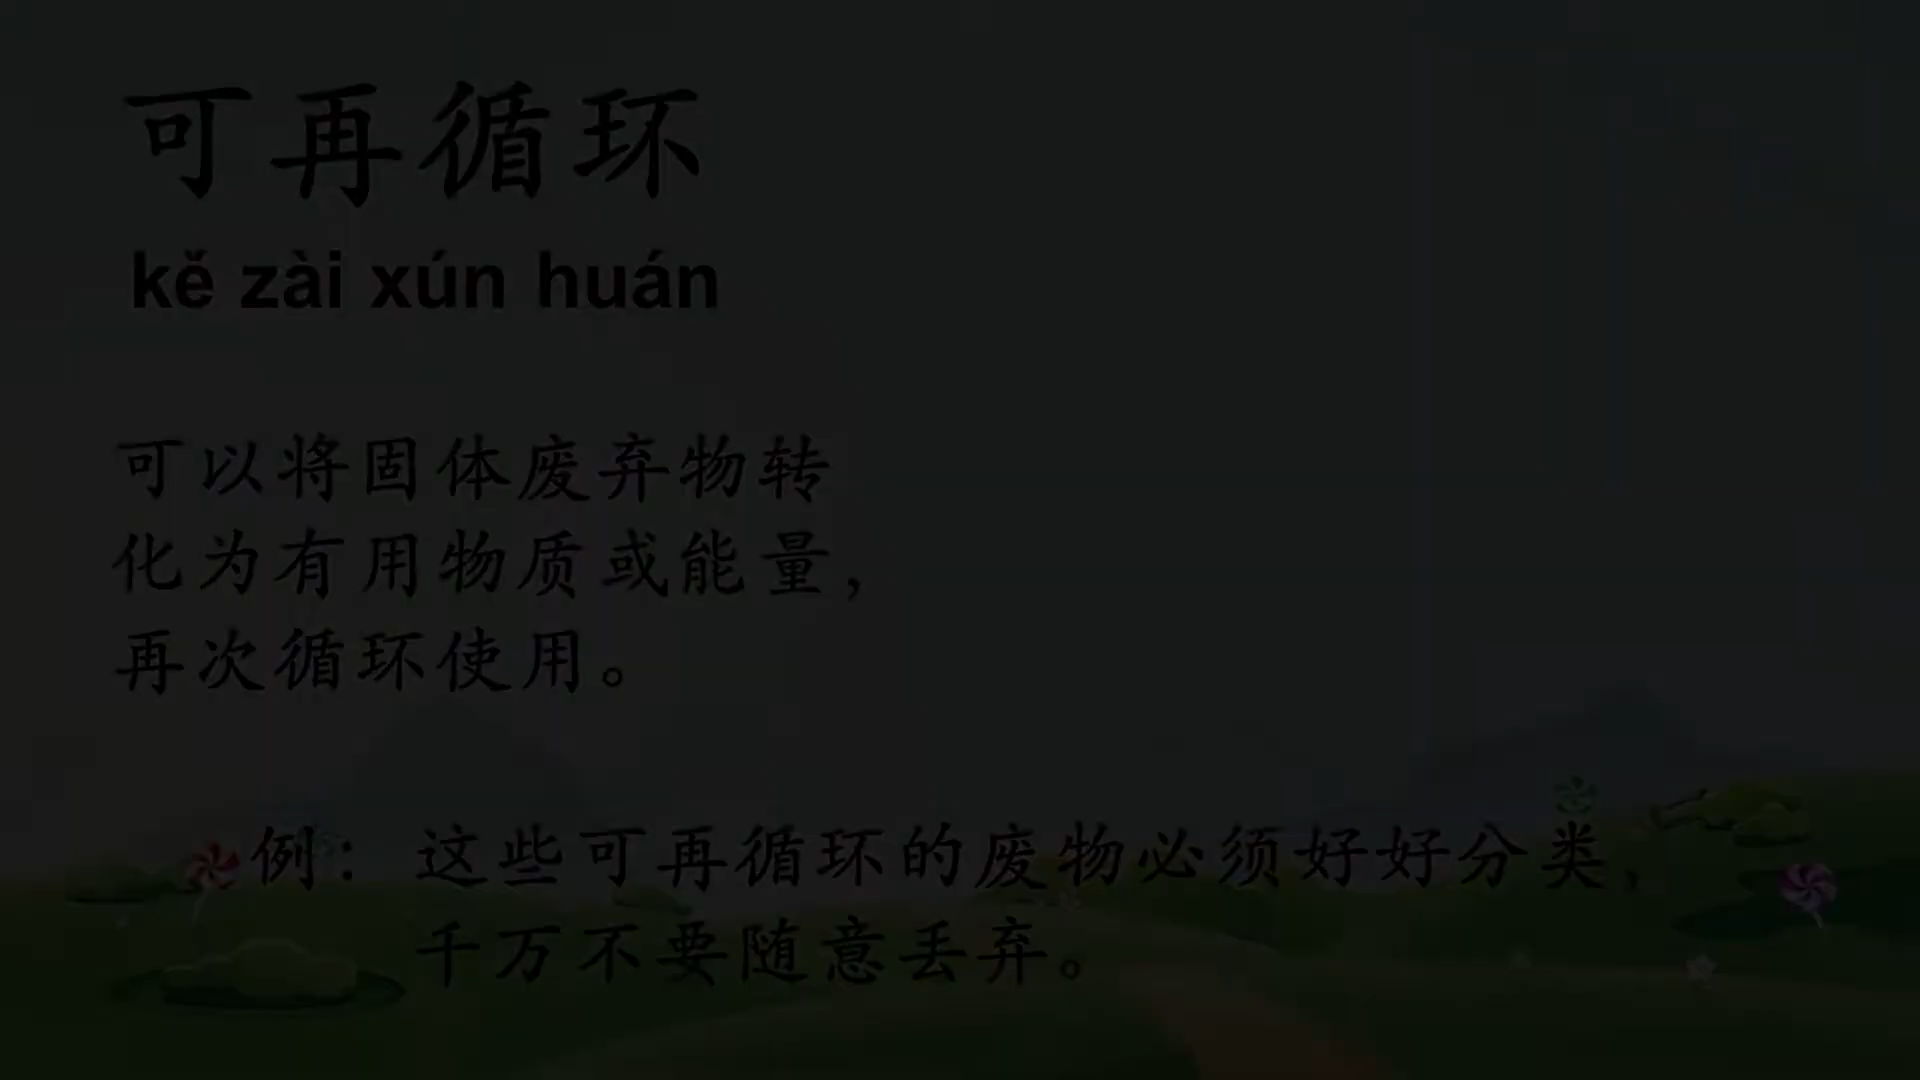 可再循环
kě zài xún huán
可以将固体废弃物转
化为有用物质或能量，
再次循环使用。
例：这些可再循环的废物必须好好分类，
千万不要随意丢弃。